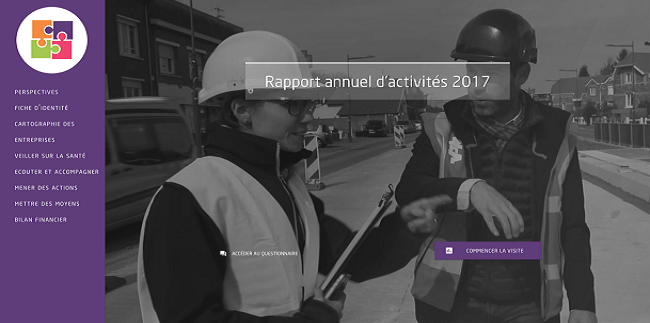 PERSPECTIVES
FICHE D'IDENTITÉ
CARTOGRAPHIE DES
ENTREPRISES
VEILLER SUR LA SANTÉ
ECOUTER ET ACCOMPAGNER
MENER DES ACTIONS
METTRE DES MOYENS
BILAN FINANCIER
Rapport annuel d'activités 2017
ACCÉDER AU QUESTIONNAIRE
COMMENCER LA VISITE